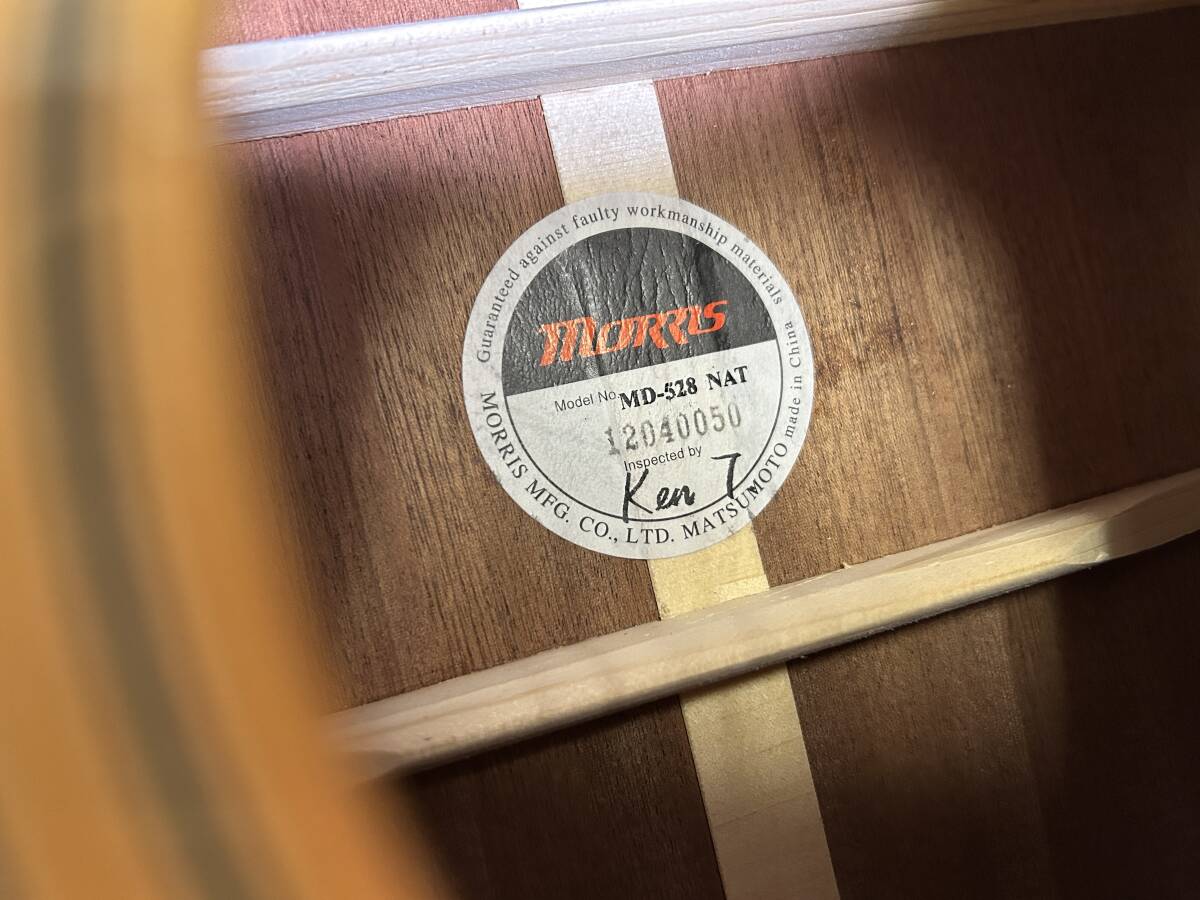 Guaranteed against faulty workmanship materials
MORRIS
Model No. MD-528 NAT
12040050
Inspected by
Ken T.
MORRIS MFG. CO., LTD. MATSUMOTO made in China